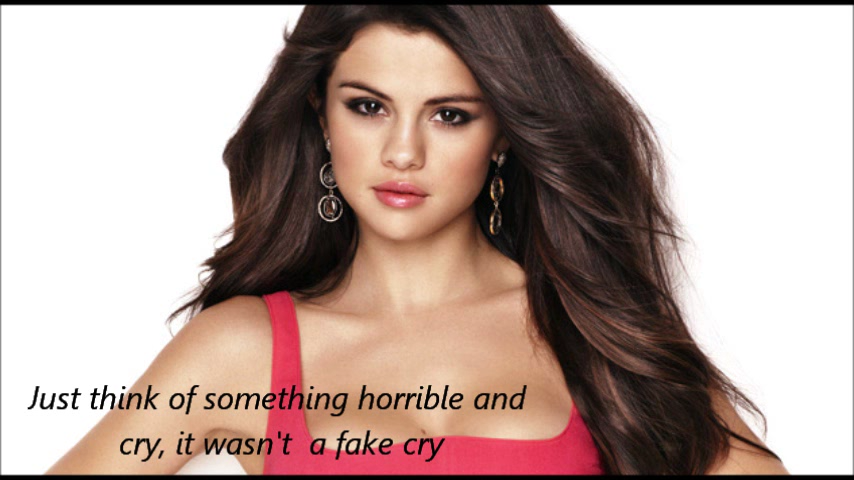 Just think of something horrible and
cry, it wasn't  a fake cry